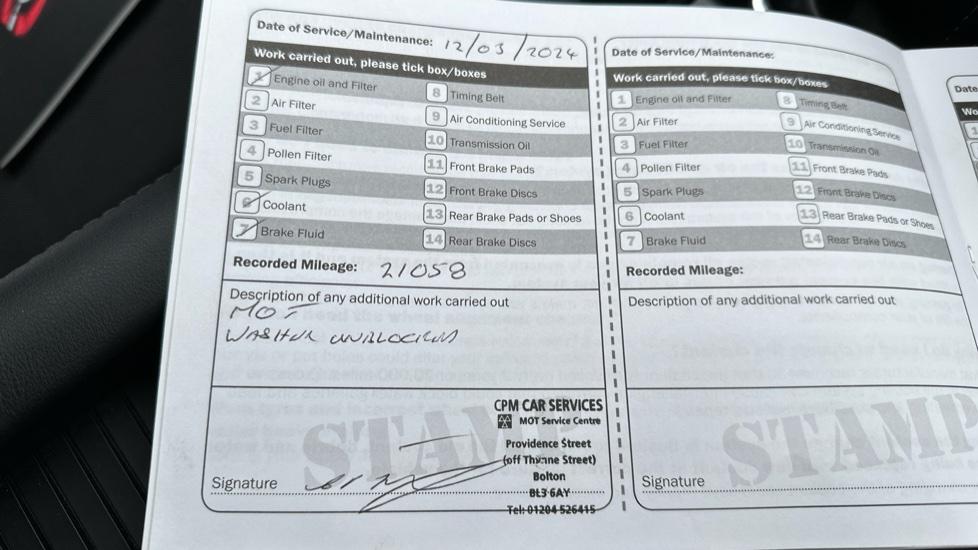 Date of Service/Maintenance: 12/03/2024
Work carried out, please tick box/boxes
1 Engine oil and Filter
2 Air Filter
3 Fuel Filter
4 Pollen Filter
5 Spark Plugs
6 Coolant
7 Brake Fluid
8 Timing Belt
9 Air Conditioning Service
10 Transmission Oil
11 Front Brake Pads
12 Front Brake Discs
13 Rear Brake Pads or Shoes
14 Rear Brake Discs
Recorded Mileage: 21058
Description of any additional work carried out
MOT
WASHER UNBLOCKED
STAMP
CPM CAR SERVICES
MOT Service Centre
Providence Street
(off Thynne Street)
Bolton
BL3 6AY
Tel: 01204 526415
Signature
Date of Service/Maintenance:
Work carried out, please tick box/boxes
1 Engine oil and Filter
2 Air Filter
3 Fuel Filter
4 Pollen Filter
5 Spark Plugs
6 Coolant
7 Brake Fluid
8 Timing Belt
9 Air Conditioning Service
10 Transmission Oil
11 Front Brake Pads
12 Front Brake Discs
13 Rear Brake Pads or Shoes
14 Rear Brake Discs
Recorded Mileage:
Description of any additional work carried out
STAMP
Signature
Date
Wo